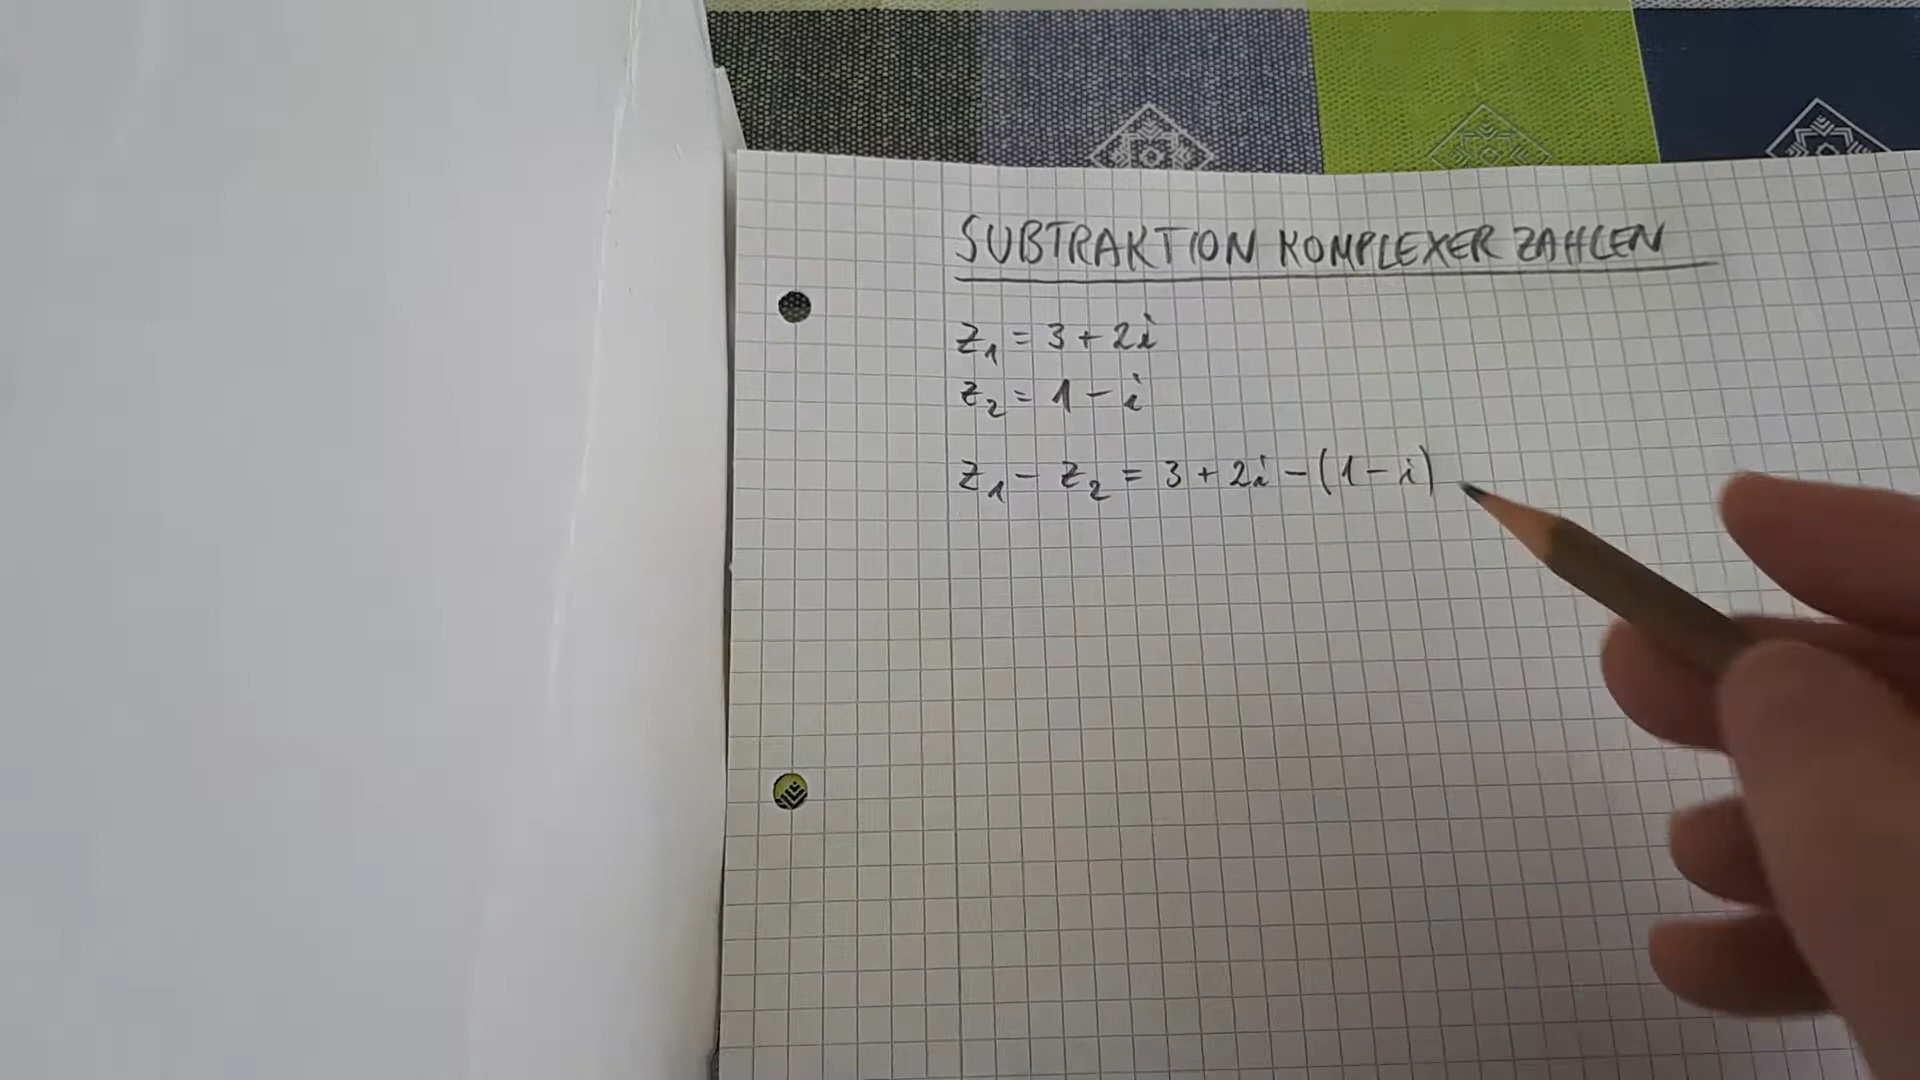 SUBTRAKTION KOMPLEXER ZAHLEN
z₁ = 3 + 2i
z₂ = 1 - i
z₁ - z₂ = 3 + 2i - (1 - i)